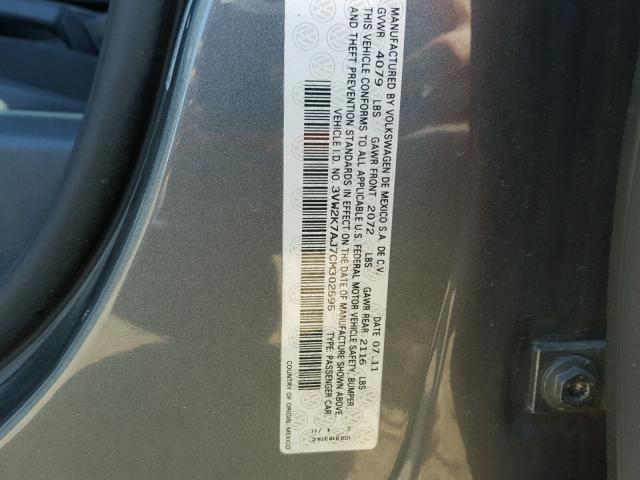 MANUFACTURED BY VOLKSWAGEN DE MEXICO S.A. DE C.V. DATE 07.11
GVWR 4079 LBS GAWR FRONT 2072 LBS GAWR REAR 2116 LBS
THIS VEHICLE CONFORMS TO ALL APPLICABLE U.S. FEDERAL MOTOR VEHICLE SAFETY, BUMPER
AND THEFT PREVENTION STANDARDS IN EFFECT ON THE DATE OF MANUFACTURE SHOWN ABOVE.
VEHICLE I.D. NO 3VW2K7AJ7CM302595 TYPE: PASSENGER CAR
COUNTRY OF ORIGIN: MEXICO